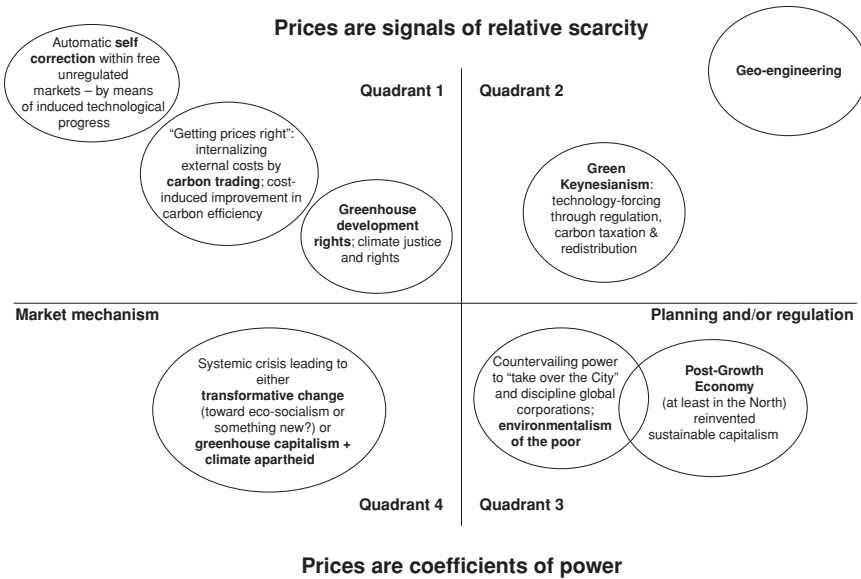 Prices are signals of relative scarcity
Automatic self
correction within free
unregulated
markets – by means
of induced technological
progress
Geo-engineering
Quadrant 1
Quadrant 2
“Getting prices right”:
internalizing
external costs by
carbon trading; cost-
induced improvement in
carbon efficiency
Green
Keynesianism:
technology-forcing
through regulation,
carbon taxation &
redistribution
Greenhouse
development
rights; climate justice
and rights
Market mechanism
Planning and/or regulation
Systemic crisis leading to
either
transformative change
(toward eco-socialism or
something new?) or
greenhouse capitalism +
climate apartheid
Countervailing power
to “take over the City”
and discipline global
corporations;
environmentalism
of the poor
Post-Growth
Economy
(at least in the North)
reinvented
sustainable capitalism
Quadrant 4
Quadrant 3
Prices are coefficients of power